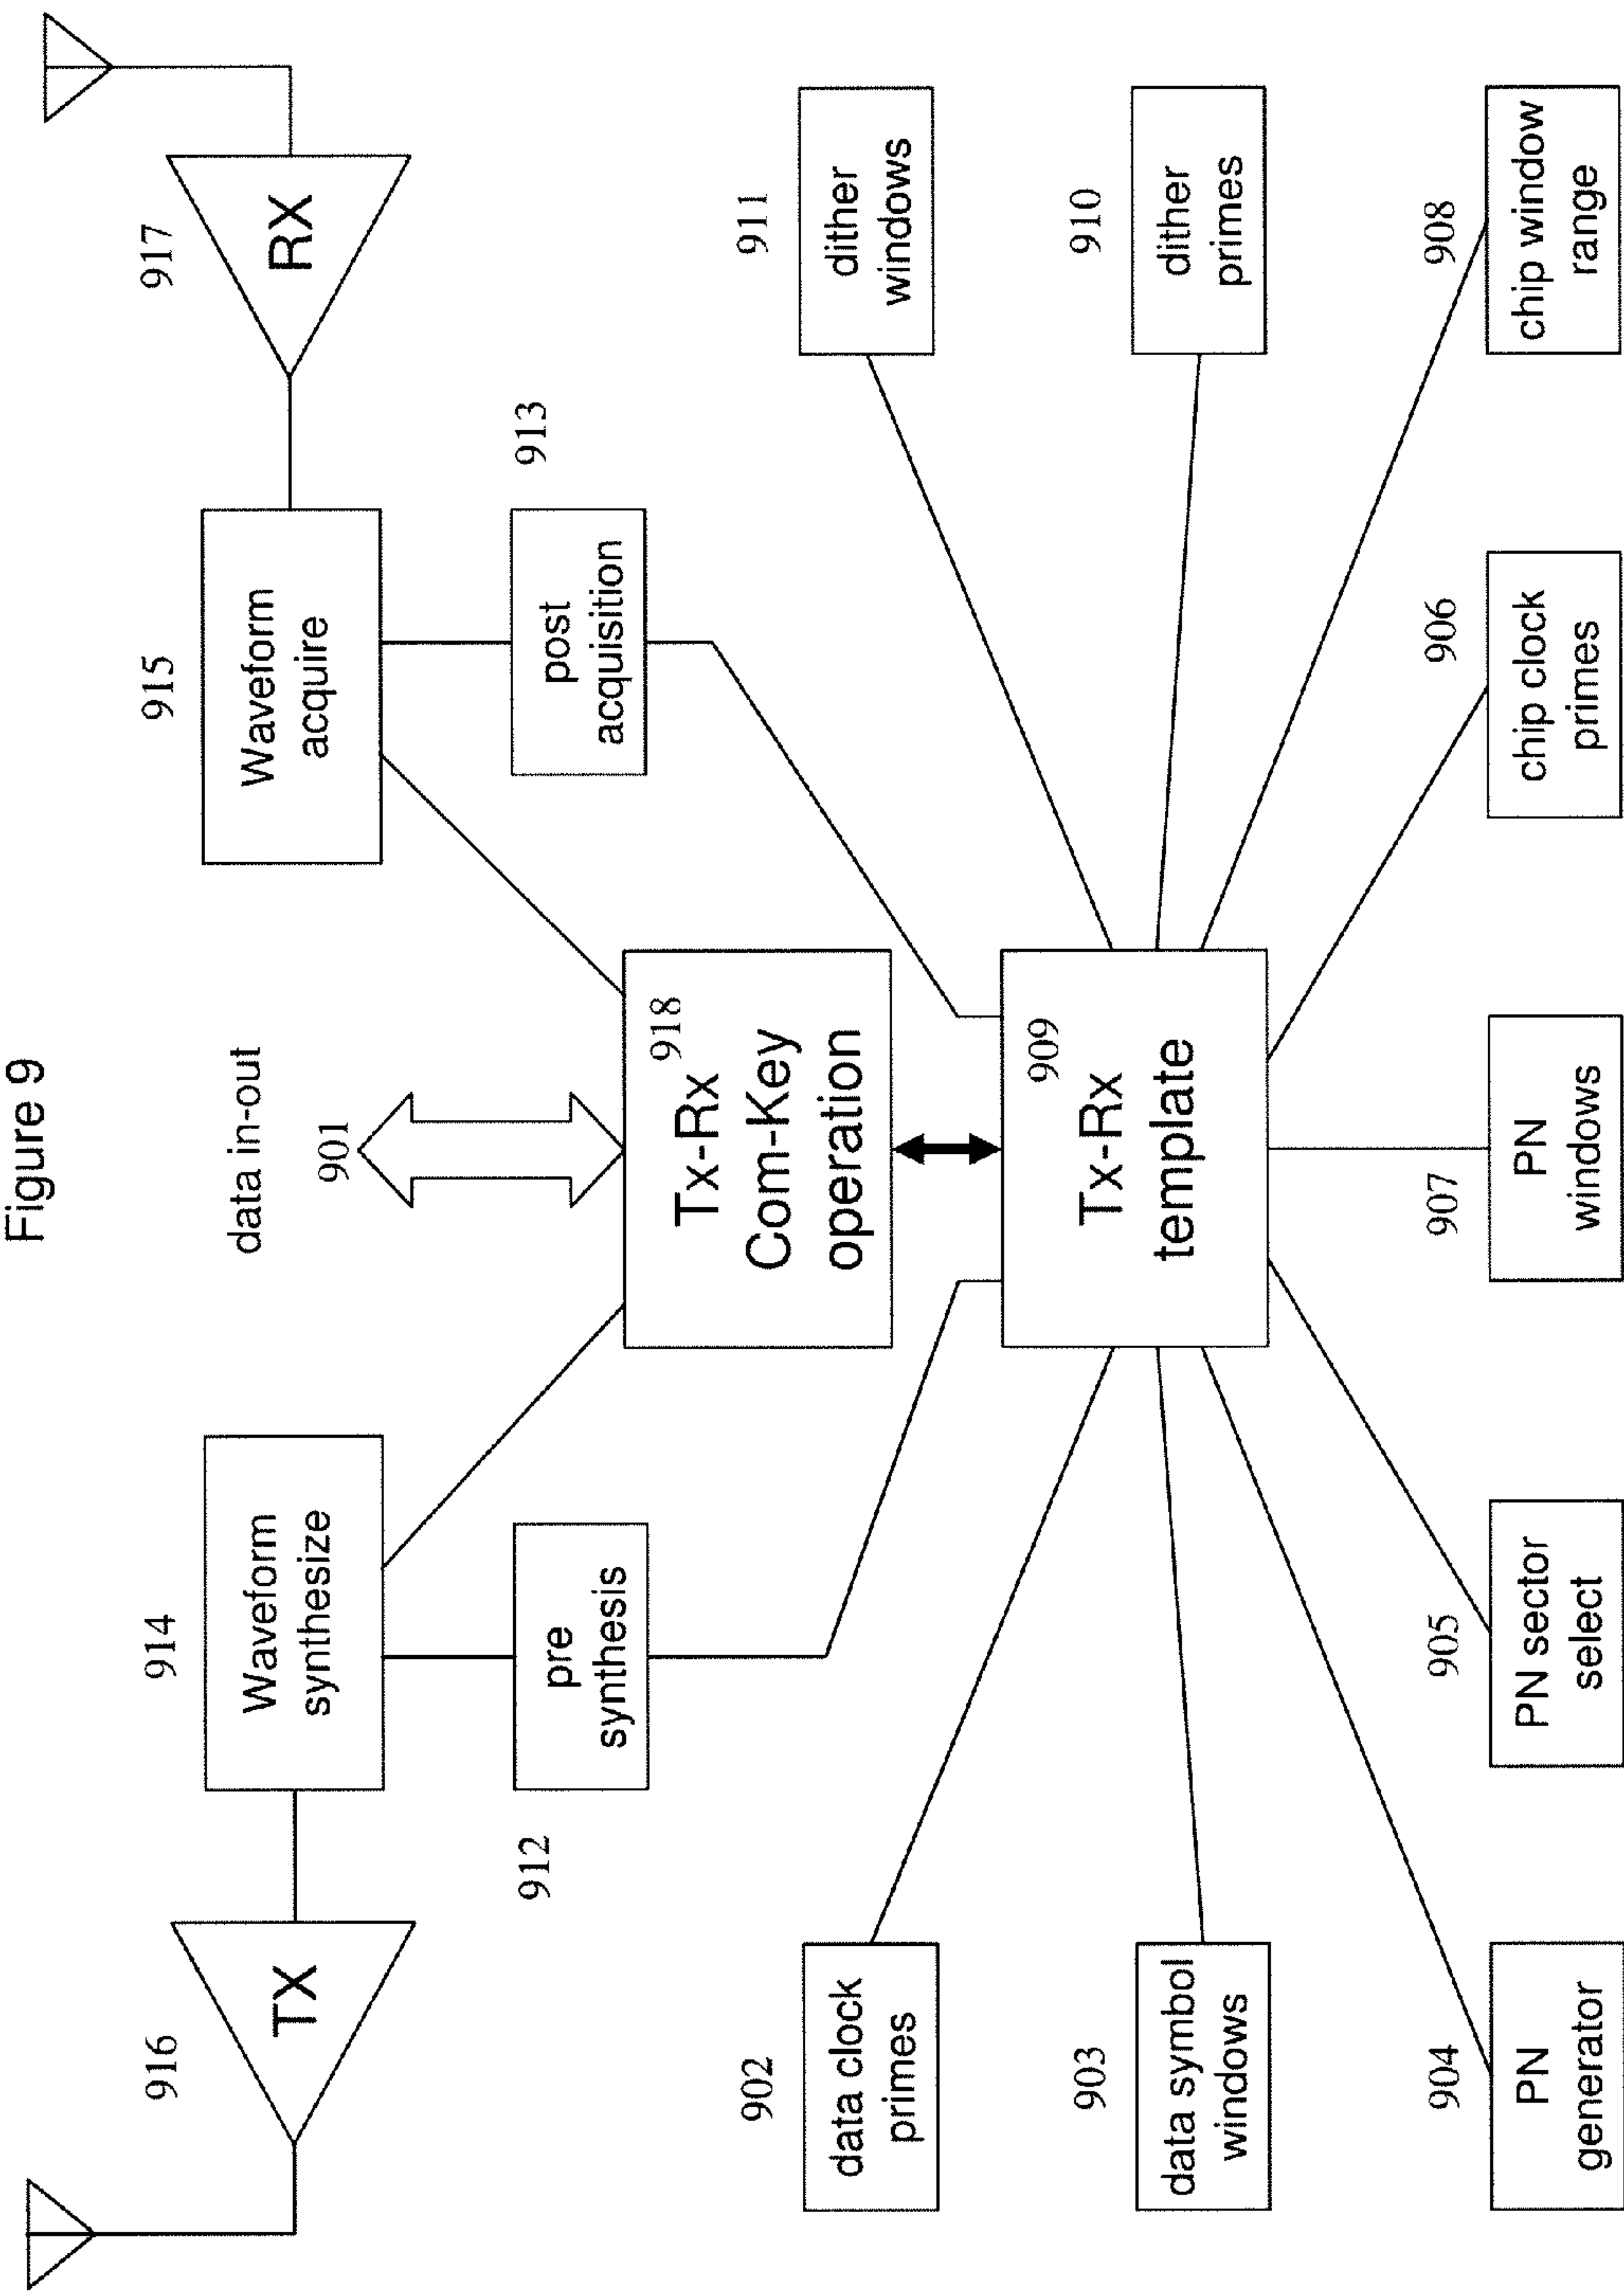 Figure 9
data in-out
901
916
TX
914
Waveform
synthesize
915
Waveform
acquire
917
RX
912
pre
synthesis
913
post
acquisition
918
Tx-Rx
Com-Key
operation
909
Tx-Rx
template
902
data clock
primes
903
data symbol
windows
904
PN
generator
905
PN sector
select
907
PN
windows
906
chip clock
primes
908
chip window
range
910
dither
primes
911
dither
windows